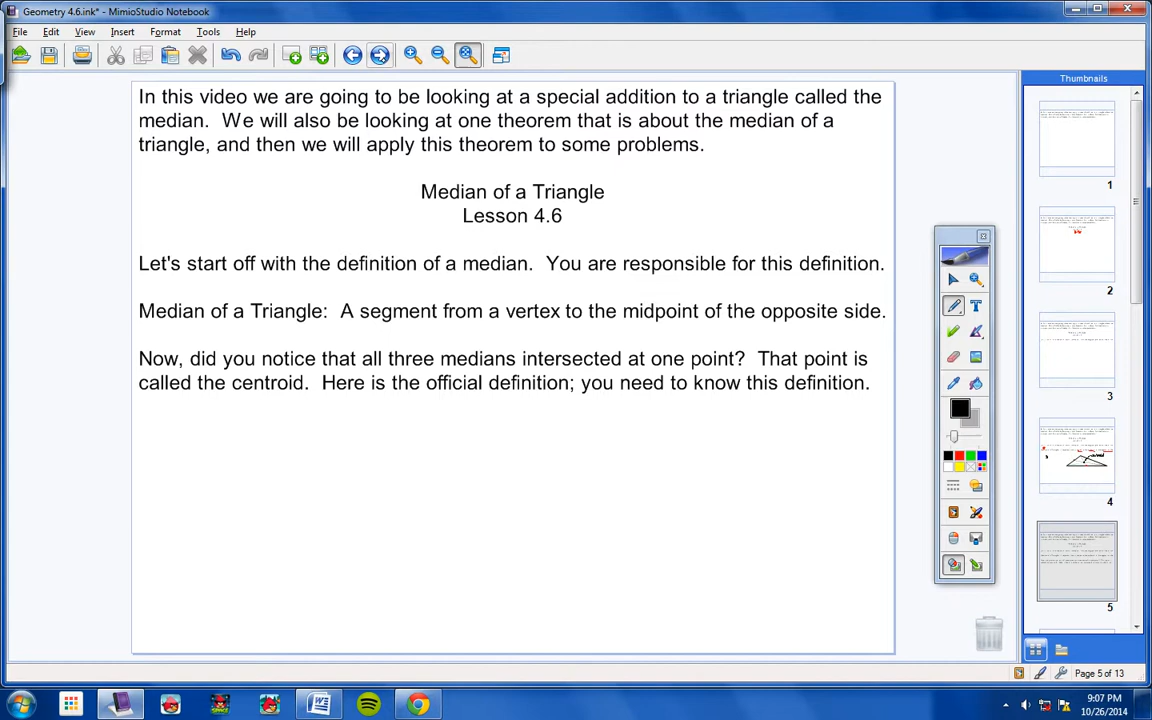 Geometry 4.6.ink* - MimioStudio Notebook
File Edit View Insert Format Tools Help
Thumbnails
In this video we are going to be looking at a special addition to a triangle called the
median. We will also be looking at one theorem that is about the median of a
triangle, and then we will apply this theorem to some problems.
Median of a Triangle
Lesson 4.6
Let's start off with the definition of a median. You are responsible for this definition.
Median of a Triangle: A segment from a vertex to the midpoint of the opposite side.
Now, did you notice that all three medians intersected at one point? That point is
called the centroid. Here is the official definition; you need to know this definition.
1
2
3
4
5
Page 5 of 13
9:07 PM
10/26/2014